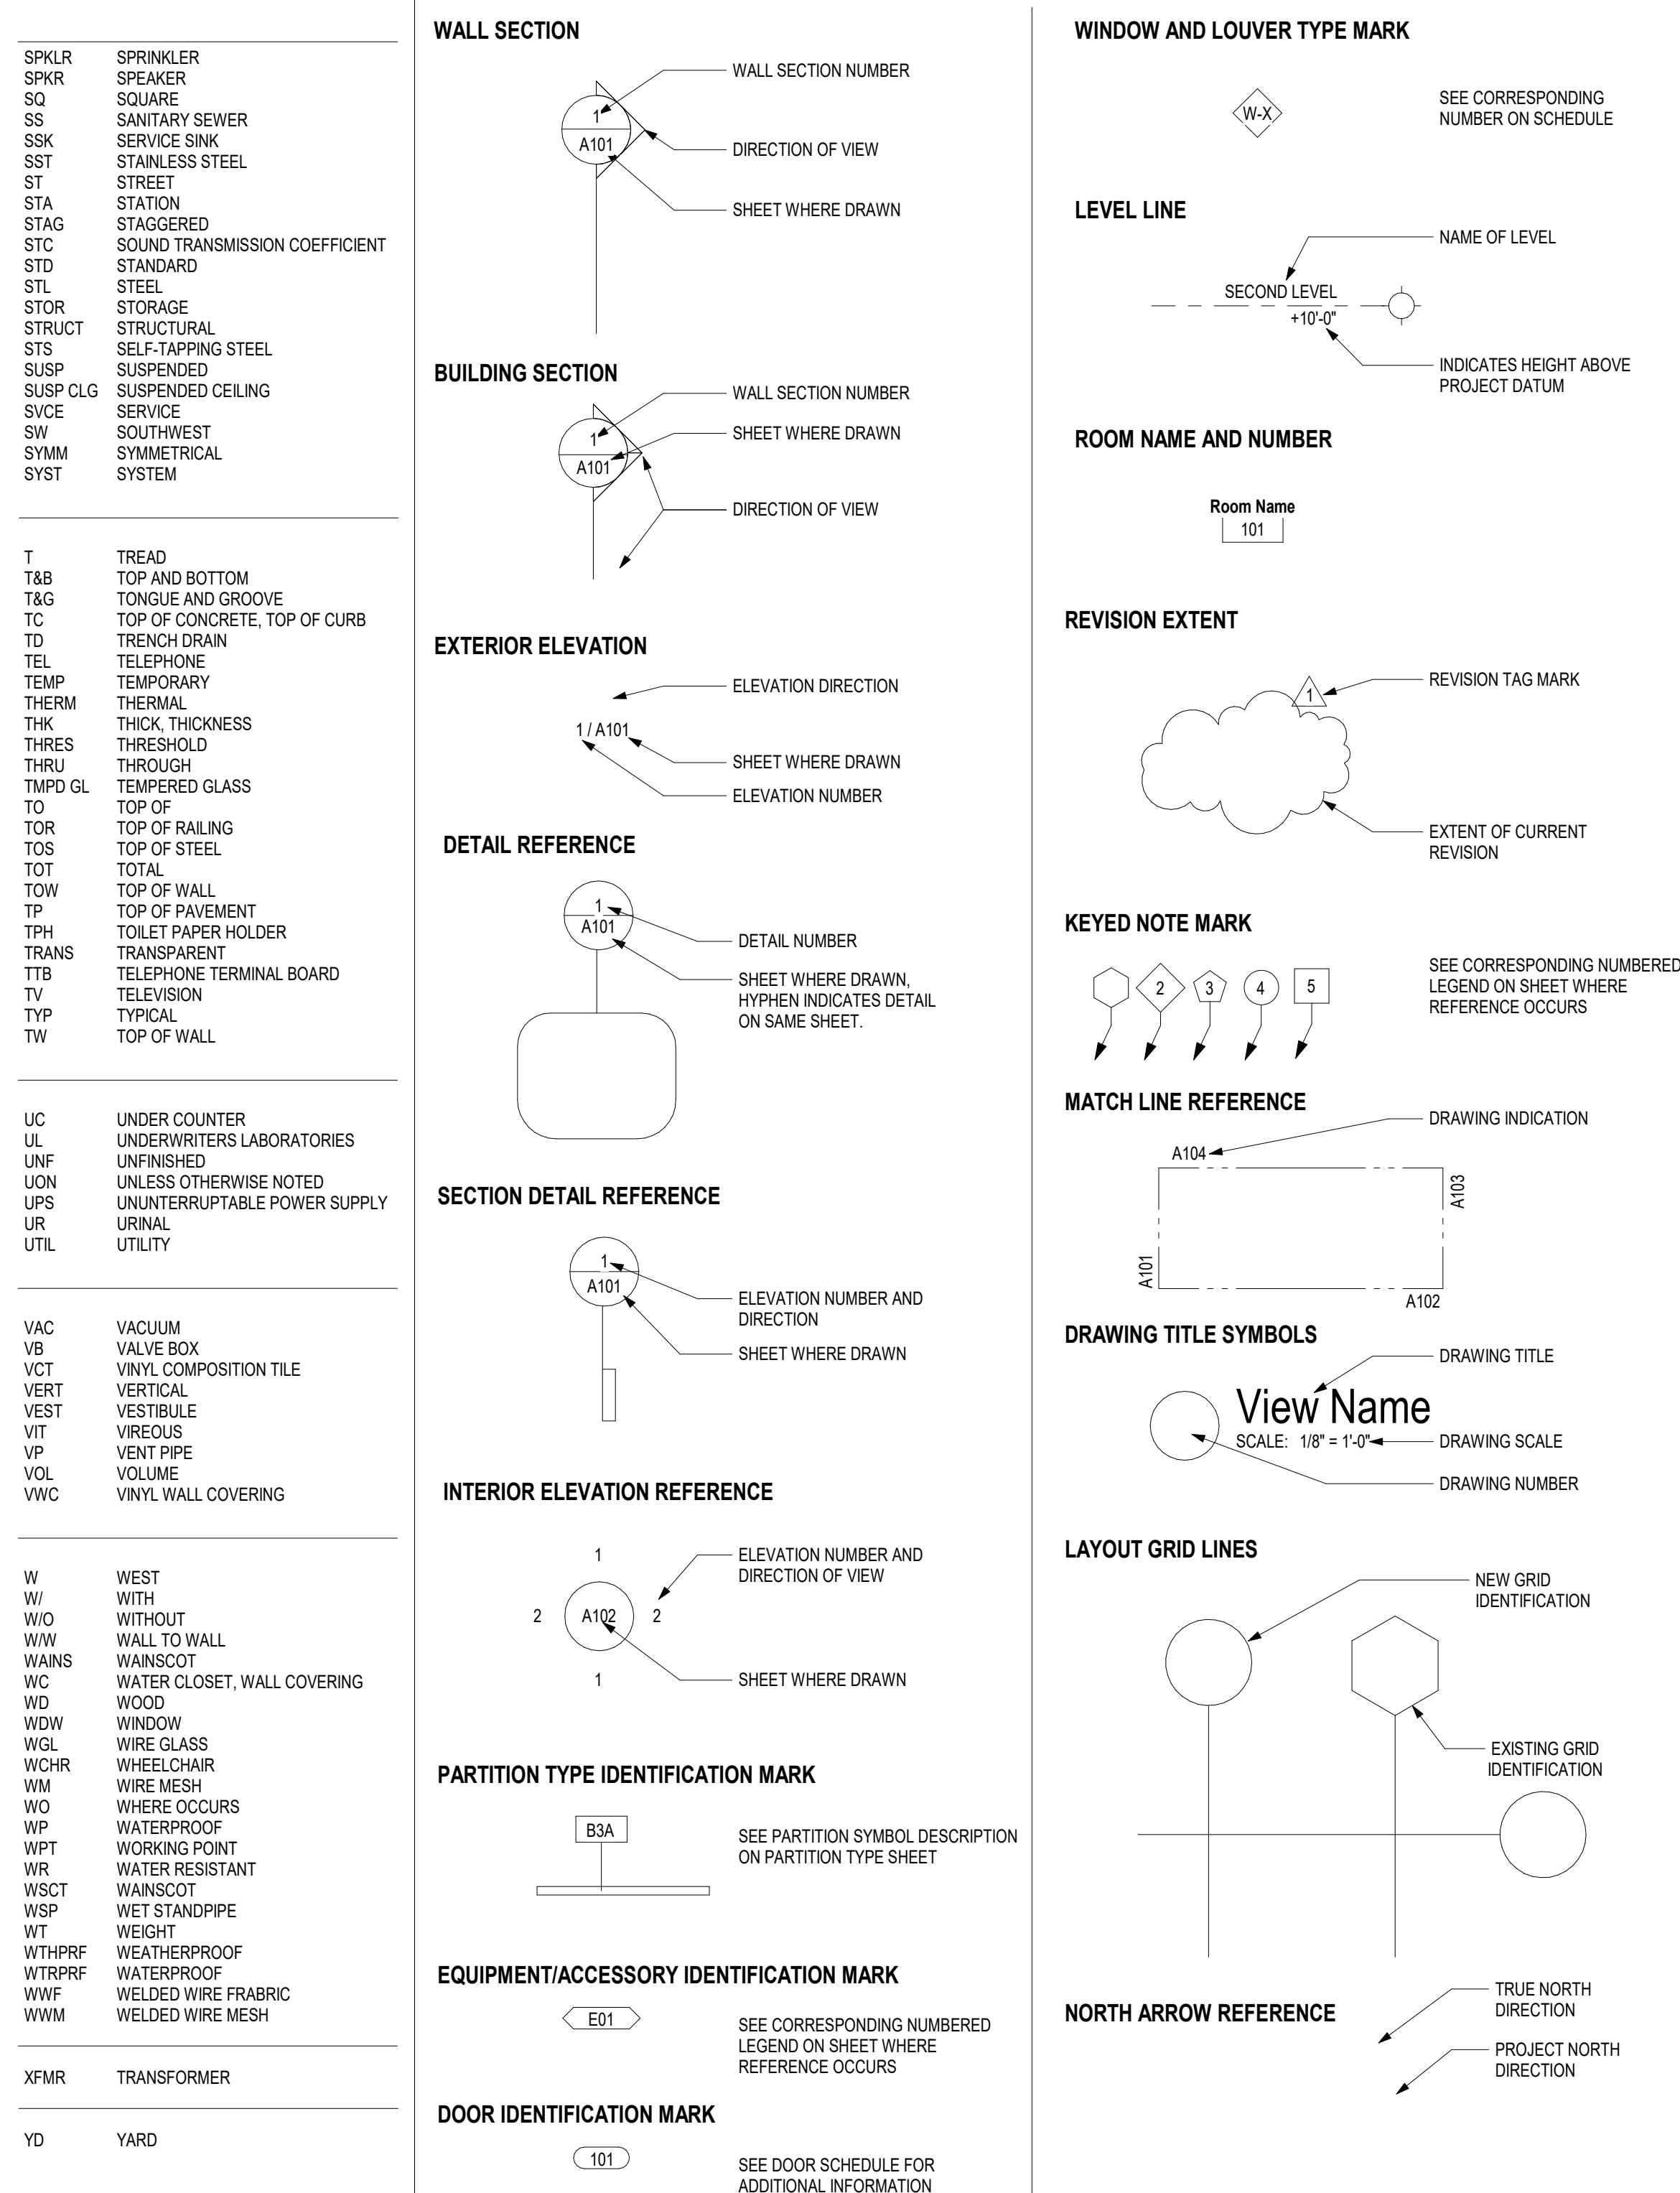 SPKLR SPRINKLER
SPKR SPEAKER
SQ SQUARE
SS SANITARY SEWER
SSK SERVICE SINK
SST STAINLESS STEEL
ST STREET
STA STATION
STAG STAGGERED
STC SOUND TRANSMISSION COEFFICIENT
STD STANDARD
STL STEEL
STOR STORAGE
STRUCT STRUCTURAL
STS SELF-TAPPING STEEL
SUSP SUSPENDED
SUSP CLG SUSPENDED CEILING
SVCE SERVICE
SW SOUTHWEST
SYMM SYMMETRICAL
SYST SYSTEM
T TREAD
T&B TOP AND BOTTOM
T&G TONGUE AND GROOVE
TC TOP OF CONCRETE, TOP OF CURB
TD TRENCH DRAIN
TEL TELEPHONE
TEMP TEMPORARY
THERM THERMAL
THK THICK, THICKNESS
THRES THRESHOLD
THRU THROUGH
TMPD GL TEMPERED GLASS
TO TOP OF
TOR TOP OF RAILING
TOS TOP OF STEEL
TOT TOTAL
TOW TOP OF WALL
TP TOP OF PAVEMENT
TPH TOILET PAPER HOLDER
TRANS TRANSPARENT
TTB TELEPHONE TERMINAL BOARD
TV TELEVISION
TYP TYPICAL
TW TOP OF WALL
UC UNDER COUNTER
UL UNDERWRITERS LABORATORIES
UNF UNFINISHED
UON UNLESS OTHERWISE NOTED
UPS UNUNTERRUPTABLE POWER SUPPLY
UR URINAL
UTIL UTILITY
VAC VACUUM
VB VALVE BOX
VCT VINYL COMPOSITION TILE
VERT VERTICAL
VEST VESTIBULE
VIT VIREOUS
VP VENT PIPE
VOL VOLUME
VWC VINYL WALL COVERING
W WEST
W/ WITH
W/O WITHOUT
W/W WALL TO WALL
WAINS WAINSCOT
WC WATER CLOSET, WALL COVERING
WD WOOD
WDW WINDOW
WGL WIRE GLASS
WCHR WHEELCHAIR
WM WIRE MESH
WO WHERE OCCURS
WP WATERPROOF
WPT WORKING POINT
WR WATER RESISTANT
WSCT WAINSCOT
WSP WET STANDPIPE
WT WEIGHT
WTHPRF WEATHERPROOF
WTRPRF WATERPROOF
WWF WELDED WIRE FRABRIC
WWM WELDED WIRE MESH
XFMR TRANSFORMER
YD YARD
WALL SECTION
WALL SECTION NUMBER
1
A101
DIRECTION OF VIEW
SHEET WHERE DRAWN
BUILDING SECTION
WALL SECTION NUMBER
1
SHEET WHERE DRAWN
A101
DIRECTION OF VIEW
EXTERIOR ELEVATION
ELEVATION DIRECTION
1 / A101
SHEET WHERE DRAWN
ELEVATION NUMBER
DETAIL REFERENCE
1
A101
DETAIL NUMBER
SHEET WHERE DRAWN,
HYPHEN INDICATES DETAIL
ON SAME SHEET.
SECTION DETAIL REFERENCE
1
A101
ELEVATION NUMBER AND
DIRECTION
SHEET WHERE DRAWN
INTERIOR ELEVATION REFERENCE
1
ELEVATION NUMBER AND
DIRECTION OF VIEW
2 A102 2
1
SHEET WHERE DRAWN
PARTITION TYPE IDENTIFICATION MARK
B3A
SEE PARTITION SYMBOL DESCRIPTION
ON PARTITION TYPE SHEET
EQUIPMENT/ACCESSORY IDENTIFICATION MARK
E01
SEE CORRESPONDING NUMBERED
LEGEND ON SHEET WHERE
REFERENCE OCCURS
DOOR IDENTIFICATION MARK
101
SEE DOOR SCHEDULE FOR
ADDITIONAL INFORMATION
WINDOW AND LOUVER TYPE MARK
W-X
SEE CORRESPONDING
NUMBER ON SCHEDULE
LEVEL LINE
NAME OF LEVEL
SECOND LEVEL
+10'-0"
INDICATES HEIGHT ABOVE
PROJECT DATUM
ROOM NAME AND NUMBER
Room Name
101
REVISION EXTENT
REVISION TAG MARK
1
EXTENT OF CURRENT
REVISION
KEYED NOTE MARK
2 3 4 5
SEE CORRESPONDING NUMBERED
LEGEND ON SHEET WHERE
REFERENCE OCCURS
MATCH LINE REFERENCE
DRAWING INDICATION
A104
A103
A101
A102
DRAWING TITLE SYMBOLS
DRAWING TITLE
View Name
SCALE: 1/8" = 1'-0"
DRAWING SCALE
DRAWING NUMBER
LAYOUT GRID LINES
NEW GRID
IDENTIFICATION
EXISTING GRID
IDENTIFICATION
NORTH ARROW REFERENCE
TRUE NORTH
DIRECTION
PROJECT NORTH
DIRECTION